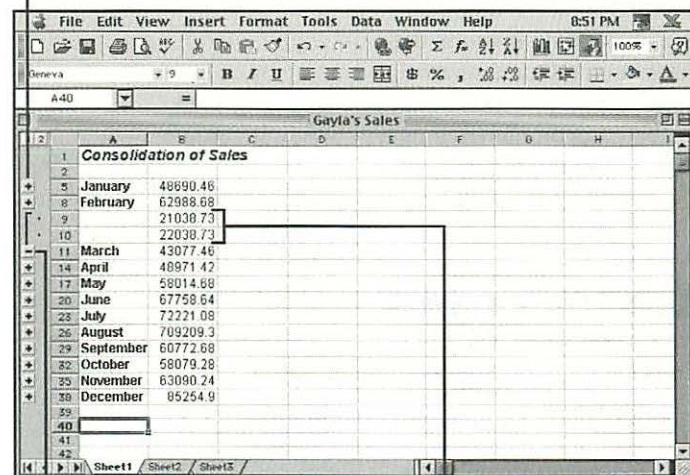 File Edit View Insert Format Tools Data Window Help 8:51 PM
100%
Geneva 9 B I U $ % ,
A40 =
Gayla's Sales
1 2 A B C D E F G H I
1 Consolidation of Sales
2
5 January 48690.46
8 February 62988.68
9 21038.73
10 22038.73
11 March 43077.46
14 April 48971.42
17 May 58014.68
20 June 67758.64
23 July 72221.08
26 August 709209.3
29 September 60772.68
32 October 58079.28
35 November 63090.24
38 December 85254.9
39
40
41
42
Sheet1 Sheet2 Sheet3